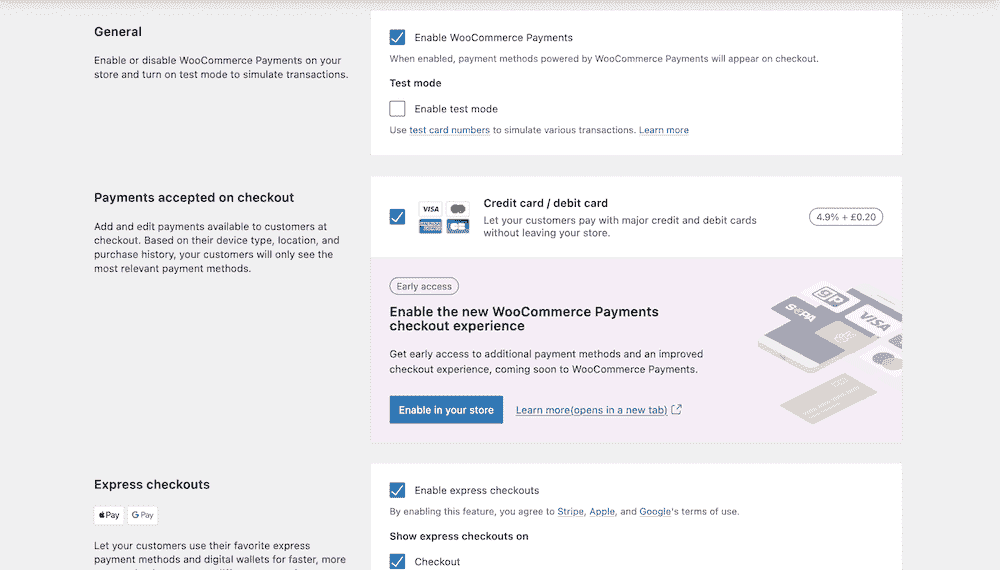 General
Enable or disable WooCommerce Payments on your
store and turn on test mode to simulate transactions.
Enable WooCommerce Payments
When enabled, payment methods powered by WooCommerce Payments will appear on checkout.
Test mode
Enable test mode
Use test card numbers to simulate various transactions. Learn more
Payments accepted on checkout
Add and edit payments available to customers at
checkout. Based on their device type, location, and
purchase history, your customers will only see the
most relevant payment methods.
VISA
Credit card / debit card
Let your customers pay with major credit and debit cards
without leaving your store.
4.9% + £0.20
Early access
Enable the new WooCommerce Payments
checkout experience
Get early access to additional payment methods and an improved
checkout experience, coming soon to WooCommerce Payments.
Enable in your store
Learn more(opens in a new tab)
gp
SEPA
VISA
Express checkouts
Pay
G Pay
Let your customers use their favorite express
payment methods and digital wallets for faster, more
Enable express checkouts
By enabling this feature, you agree to Stripe, Apple, and Google's terms of use.
Show express checkouts on
Checkout